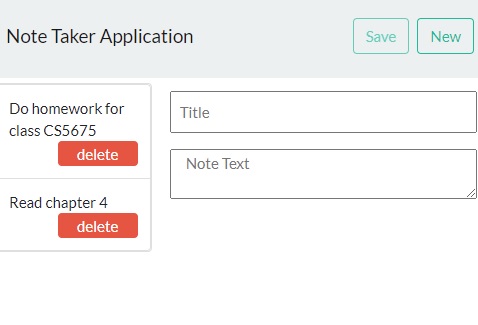 Note Taker Application
Save
New
Do homework for
class CS5675
delete
Read chapter 4
delete
Title
Note Text